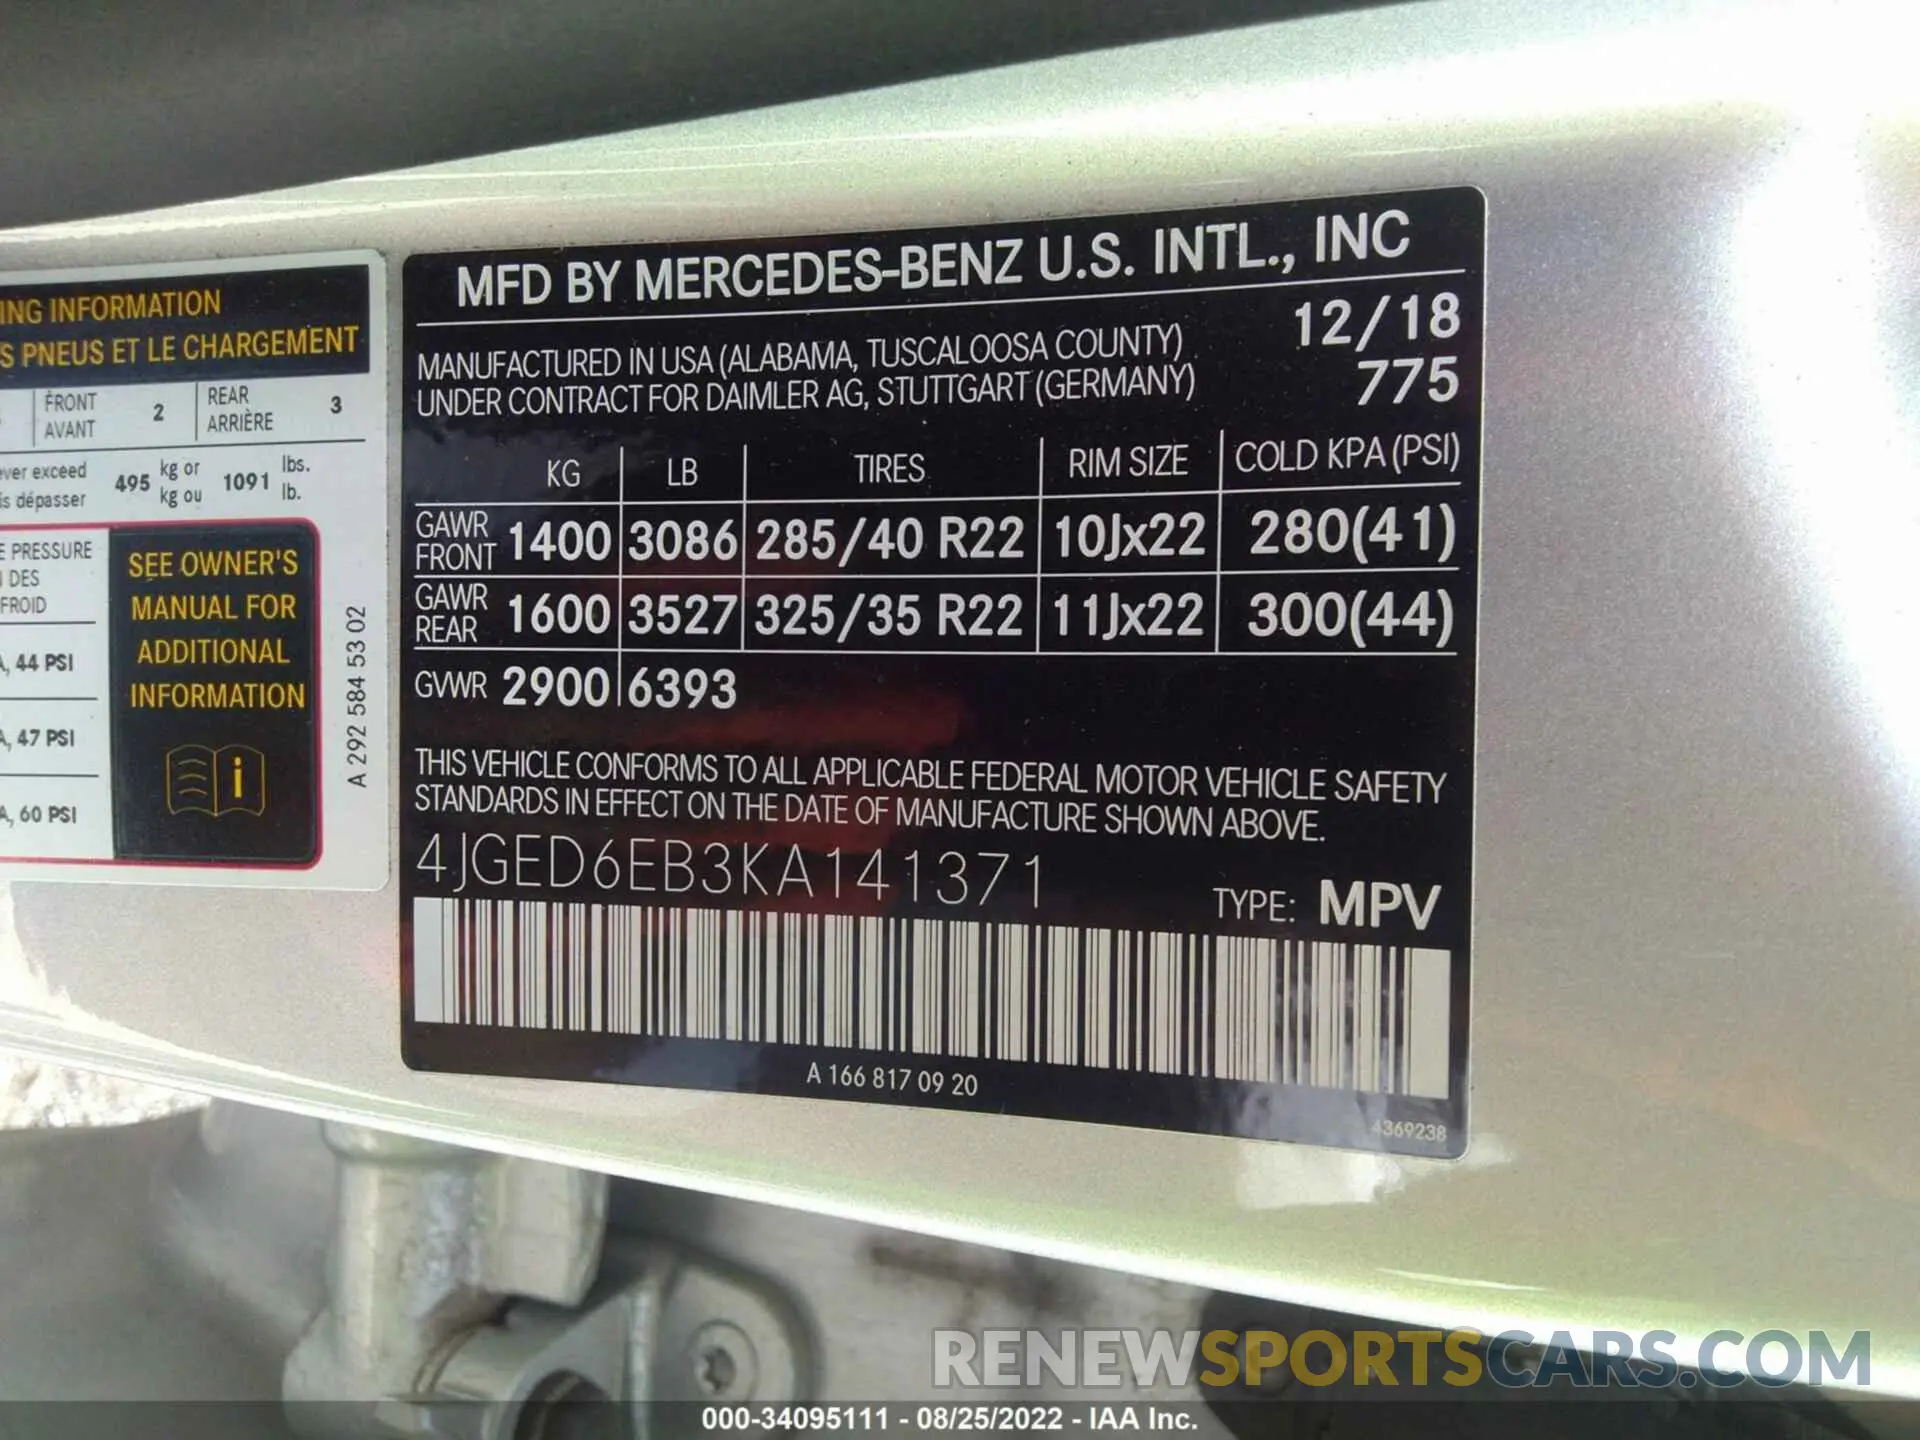 ING INFORMATION
S PNEUS ET LE CHARGEMENT
FRONT
AVANT
2
REAR
ARRIÈRE
3
ever exceed
is dépasser
495
kg or
kg ou
1091
lbs.
lb.
E PRESSURE
DES
FROID
, 44 PSI
, 47 PSI
, 60 PSI
SEE OWNER'S
MANUAL FOR
ADDITIONAL
INFORMATION
i
A 292 584 53 02
MFD BY MERCEDES-BENZ U.S. INTL., INC
MANUFACTURED IN USA (ALABAMA, TUSCALOOSA COUNTY)
UNDER CONTRACT FOR DAIMLER AG, STUTTGART (GERMANY)
12/18
775
KG LB TIRES RIM SIZE COLD KPA (PSI)
GAWR
FRONT
1400 3086 285/40 R22 10Jx22 280(41)
GAWR
REAR
1600 3527 325/35 R22 11Jx22 300(44)
GVWR 2900 6393
THIS VEHICLE CONFORMS TO ALL APPLICABLE FEDERAL MOTOR VEHICLE SAFETY
STANDARDS IN EFFECT ON THE DATE OF MANUFACTURE SHOWN ABOVE.
4JGED6EB3KA141371
TYPE: MPV
A 166 817 09 20
4369238
RENEWSPORTSCARS.COM
000-34095111 - 08/25/2022 - IAA Inc.